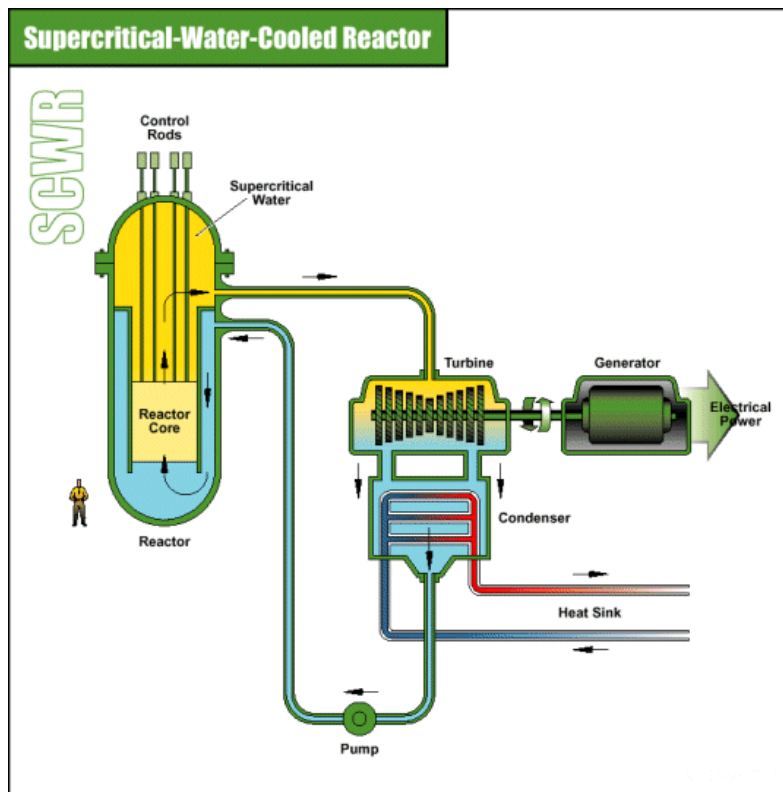 Supercritical-Water-Cooled Reactor
SCWR
Control
Rods
Supercritical
Water
Turbine
Generator
Electrical
Power
Reactor
Core
Condenser
Reactor
Heat Sink
Pump